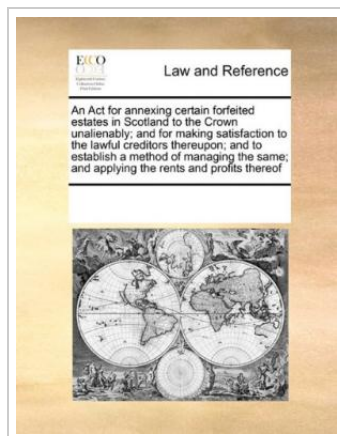 ECCO
Law and Reference
An Act for annexing certain forfeited
estates in Scotland to the Crown
unalienably; and for making satisfaction to
the lawful creditors thereupon; and to
establish a method of managing the same;
and applying the rents and profits thereof